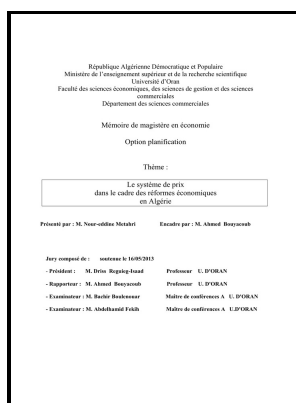 République Algérienne Démocratique et Populaire
Ministère de l'enseignement supérieur et de la recherche scientifique
Université d'Oran
Faculté des sciences économiques, des sciences de gestion et des sciences
commerciales
Département des sciences commerciales
Mémoire de magistère en économie
Option planification
Thème :
Le système de prix
dans le cadre des réformes économiques
en Algérie
Présenté par : M. Nour-eddine Metahri Encadre par : M. Ahmed Bouyacoub
Jury composé de : soutenue le 16/05/2013
- Président : M. Driss Reguieg-Issaad Professeur U. D'ORAN
- Rapporteur : M. Ahmed Bouyacoub Professeur U. D'ORAN
- Examinateur : M. Bachir Boulenouar Maître de conférences A U. D'ORAN
- Examinateur : M. Abdelhamid Fekih Maître de conférences A U.D'ORAN